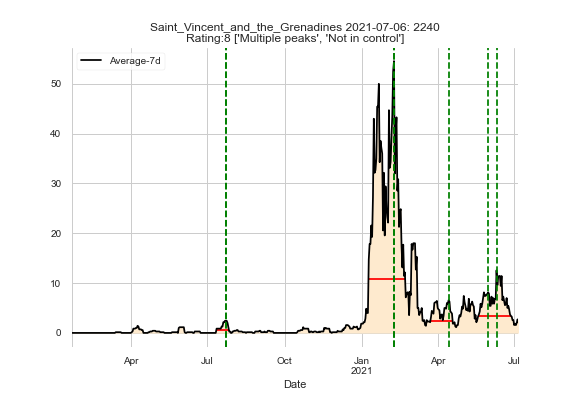 Saint_Vincent_and_the_Grenadines 2021-07-06: 2240
Rating:8 ['Multiple peaks', 'Not in control']
Average-7d
50
40
30
20
10
0
Apr Jul Oct Jan Apr Jul
2021
Date